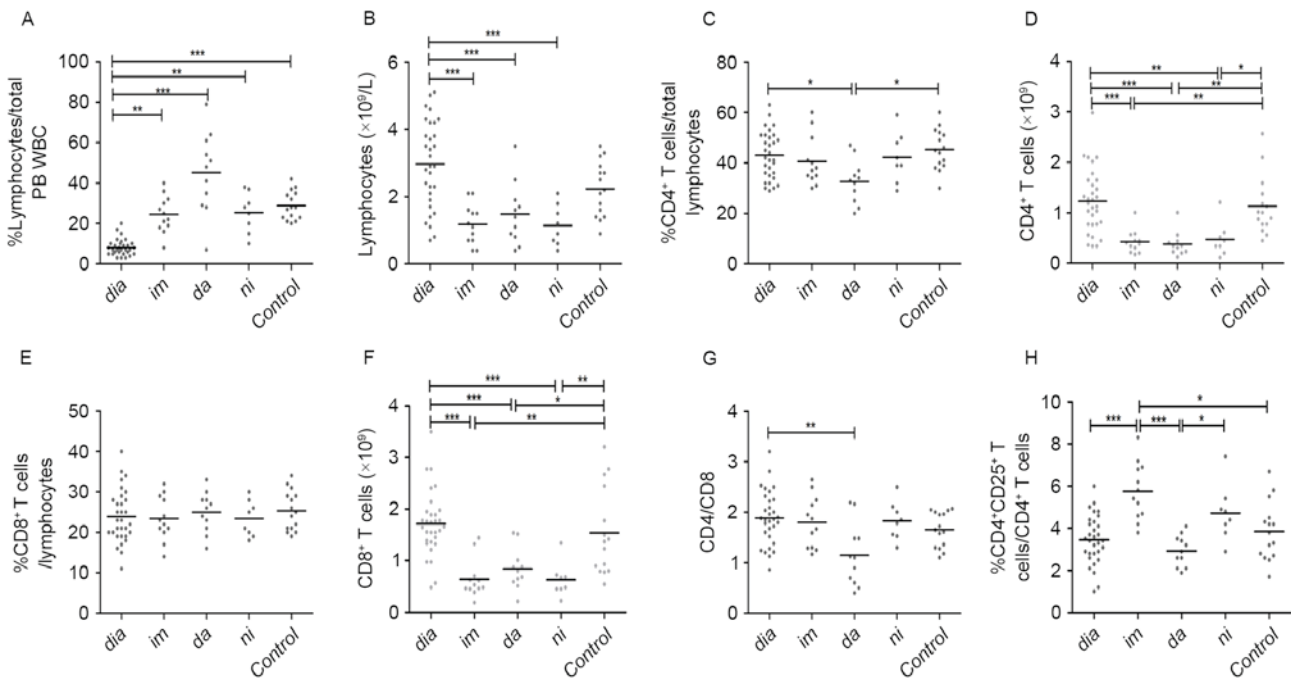 A
%Lymphocytes/total
PB WBC
100
80
60
40
20
0
***
**
***
**
dia
im
da
ni
Control
B
Lymphocytes (×10⁹/L)
6
4
2
0
***
***
***
dia
im
da
ni
Control
C
%CD4⁺ T cells/total
lymphocytes
100
80
60
40
20
*
*
dia
im
da
ni
Control
D
CD4⁺ T cells (×10⁹)
4
3
2
1
0
**
*
***
**
***
**
dia
im
da
ni
Control
E
%CD8⁺ T cells
/lymphocytes
50
40
30
20
10
0
dia
im
da
ni
Control
F
CD8⁺ T cells (×10⁹)
4
3
2
1
0
***
**
***
*
***
**
dia
im
da
ni
Control
G
CD4/CD8
4
3
2
1
0
**
dia
im
da
ni
Control
H
%CD4⁺CD25⁺ T
cells/CD4⁺ T cells
10
8
6
4
2
0
*
***
***
*
dia
im
da
ni
Control